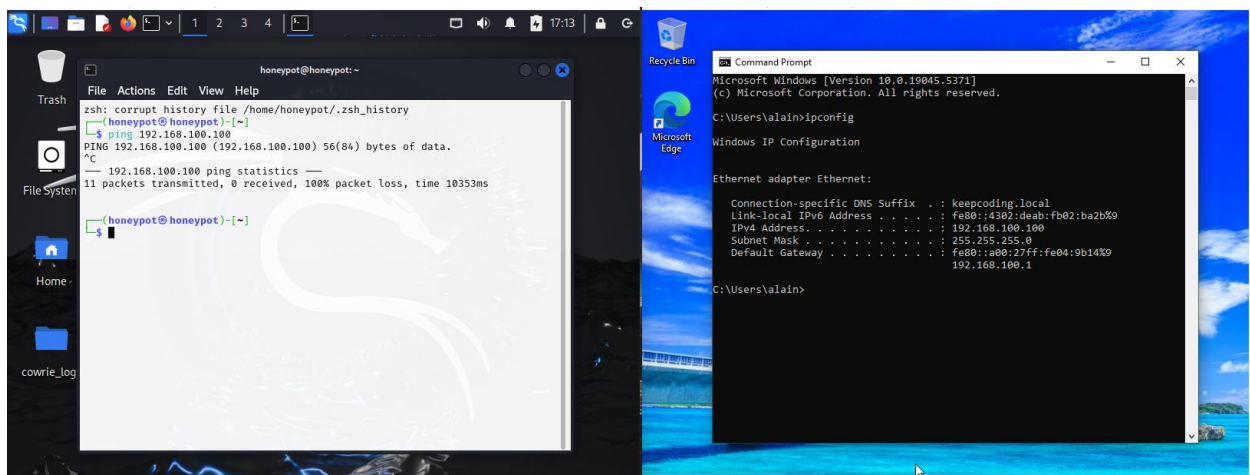 1 2 3 4
17:13
Trash
File System
Home
cowrie_log
honeypot@honeypot: ~
File Actions Edit View Help
zsh: corrupt history file /home/honeypot/.zsh_history
(honeypot㉿honeypot)-[~]
$ ping 192.168.100.100
PING 192.168.100.100 (192.168.100.100) 56(84) bytes of data.
^C
— 192.168.100.100 ping statistics —
11 packets transmitted, 0 received, 100% packet loss, time 10353ms
(honeypot㉿honeypot)-[~]
$
Recycle Bin
Microsoft
Edge
Command Prompt
Microsoft Windows [Version 10.0.19045.5371]
(c) Microsoft Corporation. All rights reserved.
C:\Users\alain>ipconfig
Windows IP Configuration
Ethernet adapter Ethernet:
Connection-specific DNS Suffix . : keepcoding.local
Link-local IPv6 Address . . . . . : fe80::4302:deab:fb02:ba2b%9
IPv4 Address. . . . . . . . . . . : 192.168.100.100
Subnet Mask . . . . . . . . . . . : 255.255.255.0
Default Gateway . . . . . . . . . : fe80::a00:27ff:fe04:9b14%9
192.168.100.1
C:\Users\alain>